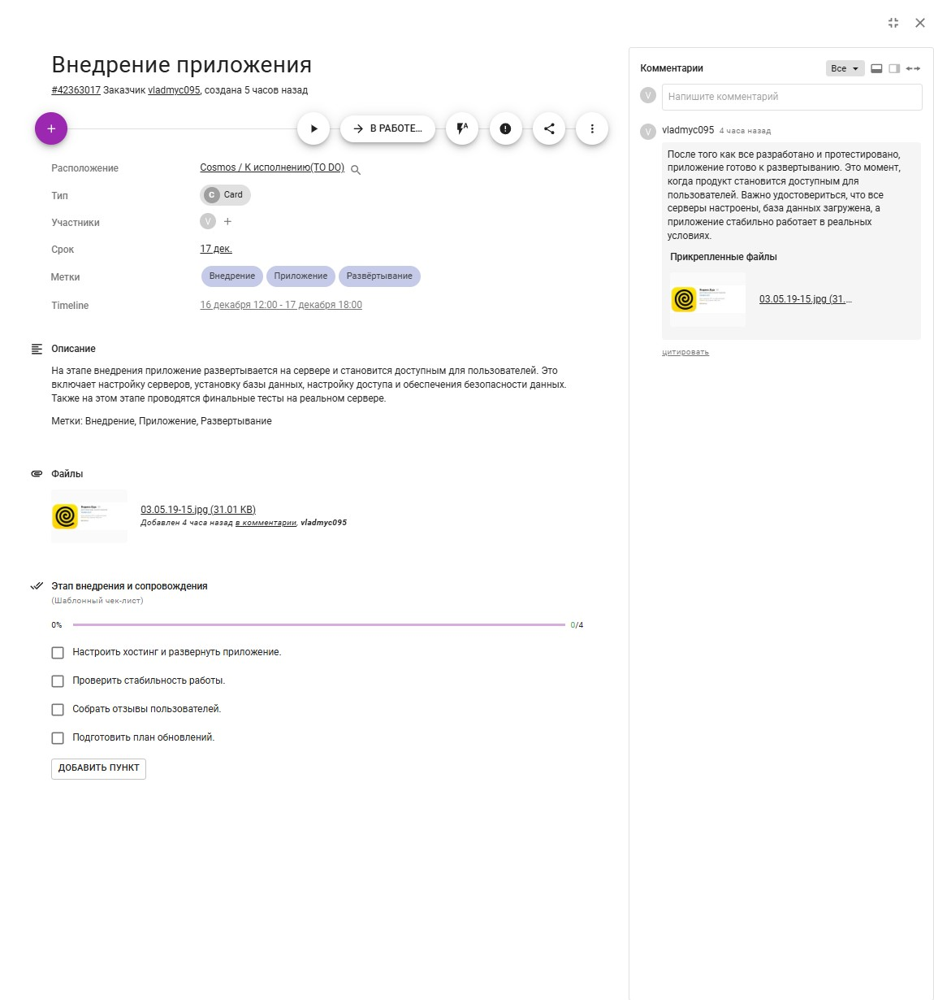 Внедрение приложения
#42363017 Заказчик vladmyc095, создана 5 часов назад
В РАБОТЕ...
Расположение
Cosmos / К исполнению(TO DO)
Тип
C Card
Участники
V
Срок
17 дек.
Метки
Внедрение Приложение Развёртывание
Timeline
16 декабря 12:00 - 17 декабря 18:00
Описание
На этапе внедрения приложение развертывается на сервере и становится доступным для пользователей. Это
включает настройку серверов, установку базы данных, настройку доступа и обеспечения безопасности данных.
Также на этом этапе проводятся финальные тесты на реальном сервере.
Метки: Внедрение, Приложение, Развертывание
Файлы
03.05.19-15.jpg (31.01 KB)
Добавлен 4 часа назад в комментарии, vladmyc095
Этап внедрения и сопровождения
(Шаблонный чек-лист)
0%
0/4
Настроить хостинг и развернуть приложение.
Проверить стабильность работы.
Собрать отзывы пользователей.
Подготовить план обновлений.
ДОБАВИТЬ ПУНКТ
Комментарии
Все
V
Напишите комментарий
V
vladmyc095 4 часа назад
После того как все разработано и протестировано,
приложение готово к развертыванию. Это момент,
когда продукт становится доступным для
пользователей. Важно удостовериться, что все
серверы настроены, база данных загружена, а
приложение стабильно работает в реальных
условиях.
Прикрепленные файлы
03.05.19-15.jpg (31....
цитировать